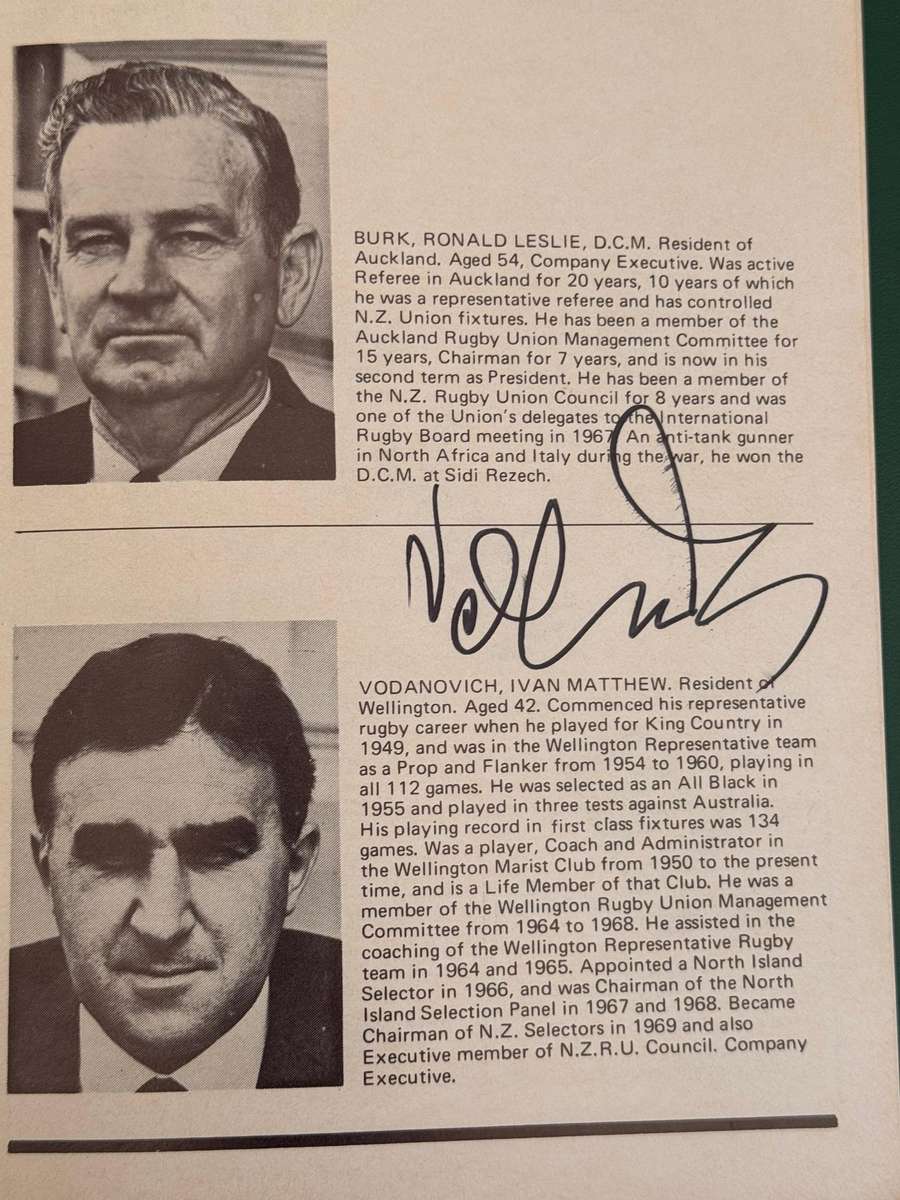 BURK, RONALD LESLIE, D.C.M. Resident of
Auckland. Aged 54, Company Executive. Was active
Referee in Auckland for 20 years, 10 years of which
he was a representative referee and has controlled
N.Z. Union fixtures. He has been a member of the
Auckland Rugby Union Management Committee for
15 years, Chairman for 7 years, and is now in his
second term as President. He has been a member of
the N.Z. Rugby Union Council for 8 years and was
one of the Union's delegates to the International
Rugby Board meeting in 1967. An anti-tank gunner
in North Africa and Italy during the war, he won the
D.C.M. at Sidi Rezech.
VODANOVICH, IVAN MATTHEW. Resident of
Wellington. Aged 42. Commenced his representative
rugby career when he played for King Country in
1949, and was in the Wellington Representative team
as a Prop and Flanker from 1954 to 1960, playing in
all 112 games. He was selected as an All Black in
1955 and played in three tests against Australia.
His playing record in first class fixtures was 134
games. Was a player, Coach and Administrator in
the Wellington Marist Club from 1950 to the present
time, and is a Life Member of that Club. He was a
member of the Wellington Rugby Union Management
Committee from 1964 to 1968. He assisted in the
coaching of the Wellington Representative Rugby
team in 1964 and 1965. Appointed a North Island
Selector in 1966, and was Chairman of the North
Island Selection Panel in 1967 and 1968. Became
Chairman of N.Z. Selectors in 1969 and also
Executive member of N.Z.R.U. Council. Company
Executive.